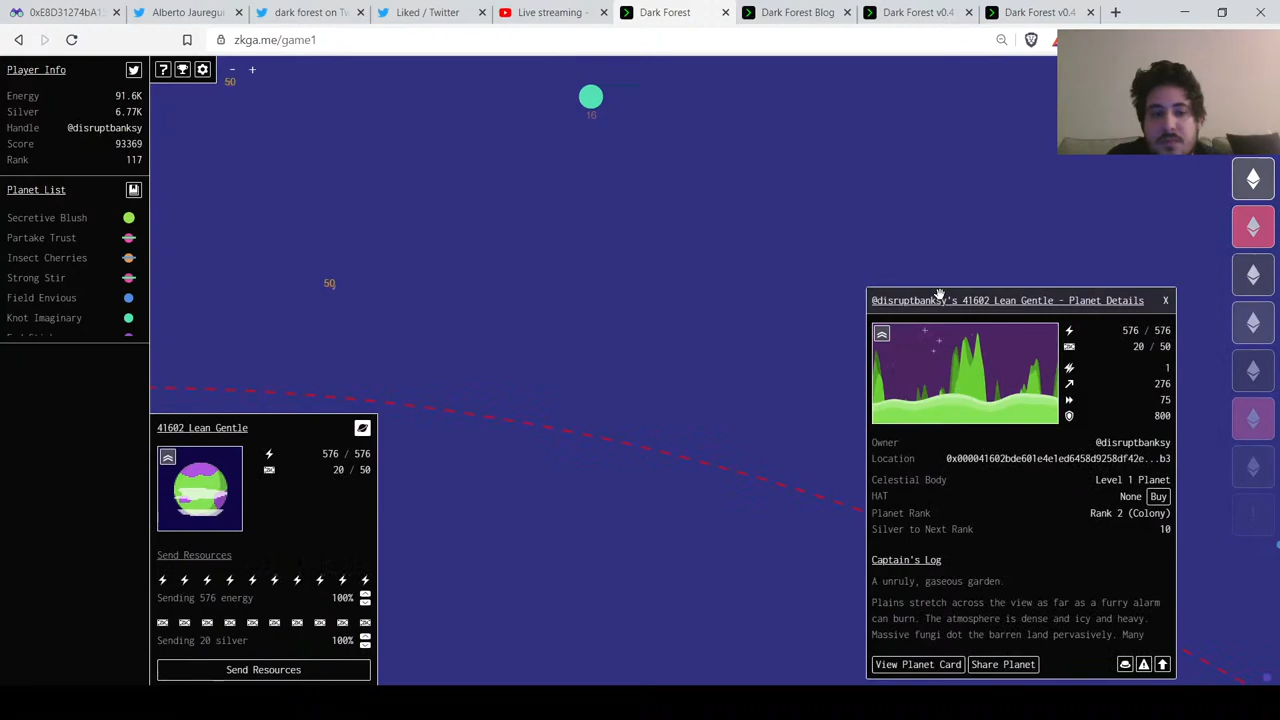 0xE8D31274bA1
Alberto Jauregu
dark forest on Tw
Liked / Twitter
Live streaming -
Dark Forest
Dark Forest Blog
Dark Forest v0.4
Dark Forest v0.4
zkga.me/game1
Player Info
Energy 91.6K
Silver 6.77K
Handle @disruptbanksy
Score 93369
Rank 117
Planet List
Secretive Blush
Partake Trust
Insect Cherries
Strong Stir
Field Envious
Knot Imaginary
? - +
50
16
50
41602 Lean Gentle
576 / 576
20 / 50
Send Resources
Sending 576 energy 100%
Sending 20 silver 100%
Send Resources
@disruptbanksy's 41602 Lean Gentle - Planet Details X
576 / 576
20 / 50
1
276
75
800
Owner @disruptbanksy
Location 0x000041602bde601e4e1ed6458d9258df42e...b3
Celestial Body Level 1 Planet
HAT None Buy
Planet Rank Rank 2 (Colony)
Silver to Next Rank 10
Captain's Log
A unruly, gaseous garden.
Plains stretch across the view as far as a furry alarm
can burn. The atmosphere is dense and icy and heavy.
Massive fungi dot the barren land pervasively. Many
View Planet Card Share Planet